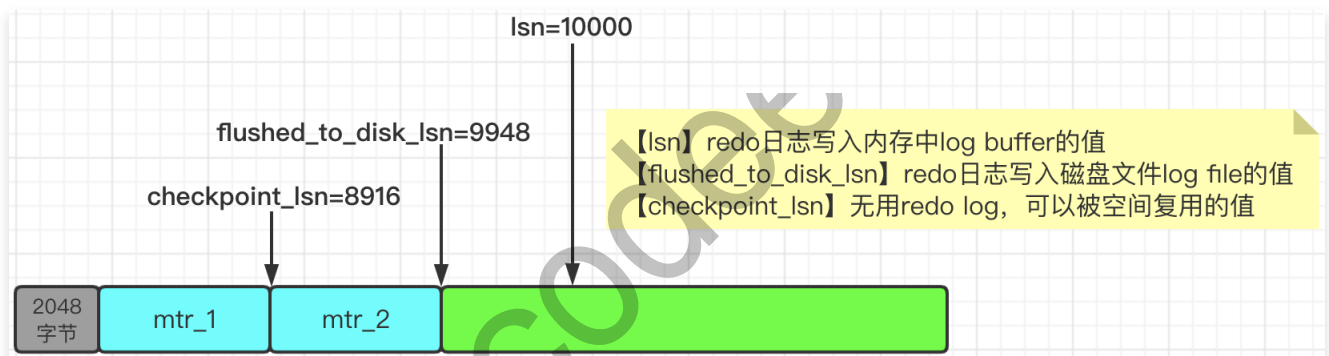 lsn=10000
flushed_to_disk_lsn=9948
checkpoint_lsn=8916
【lsn】redo日志写入内存中log buffer的值
【flushed_to_disk_lsn】redo日志写入磁盘文件log file的值
【checkpoint_lsn】无用redo log，可以被空间复用的值
2048
字节
mtr_1
mtr_2
codee